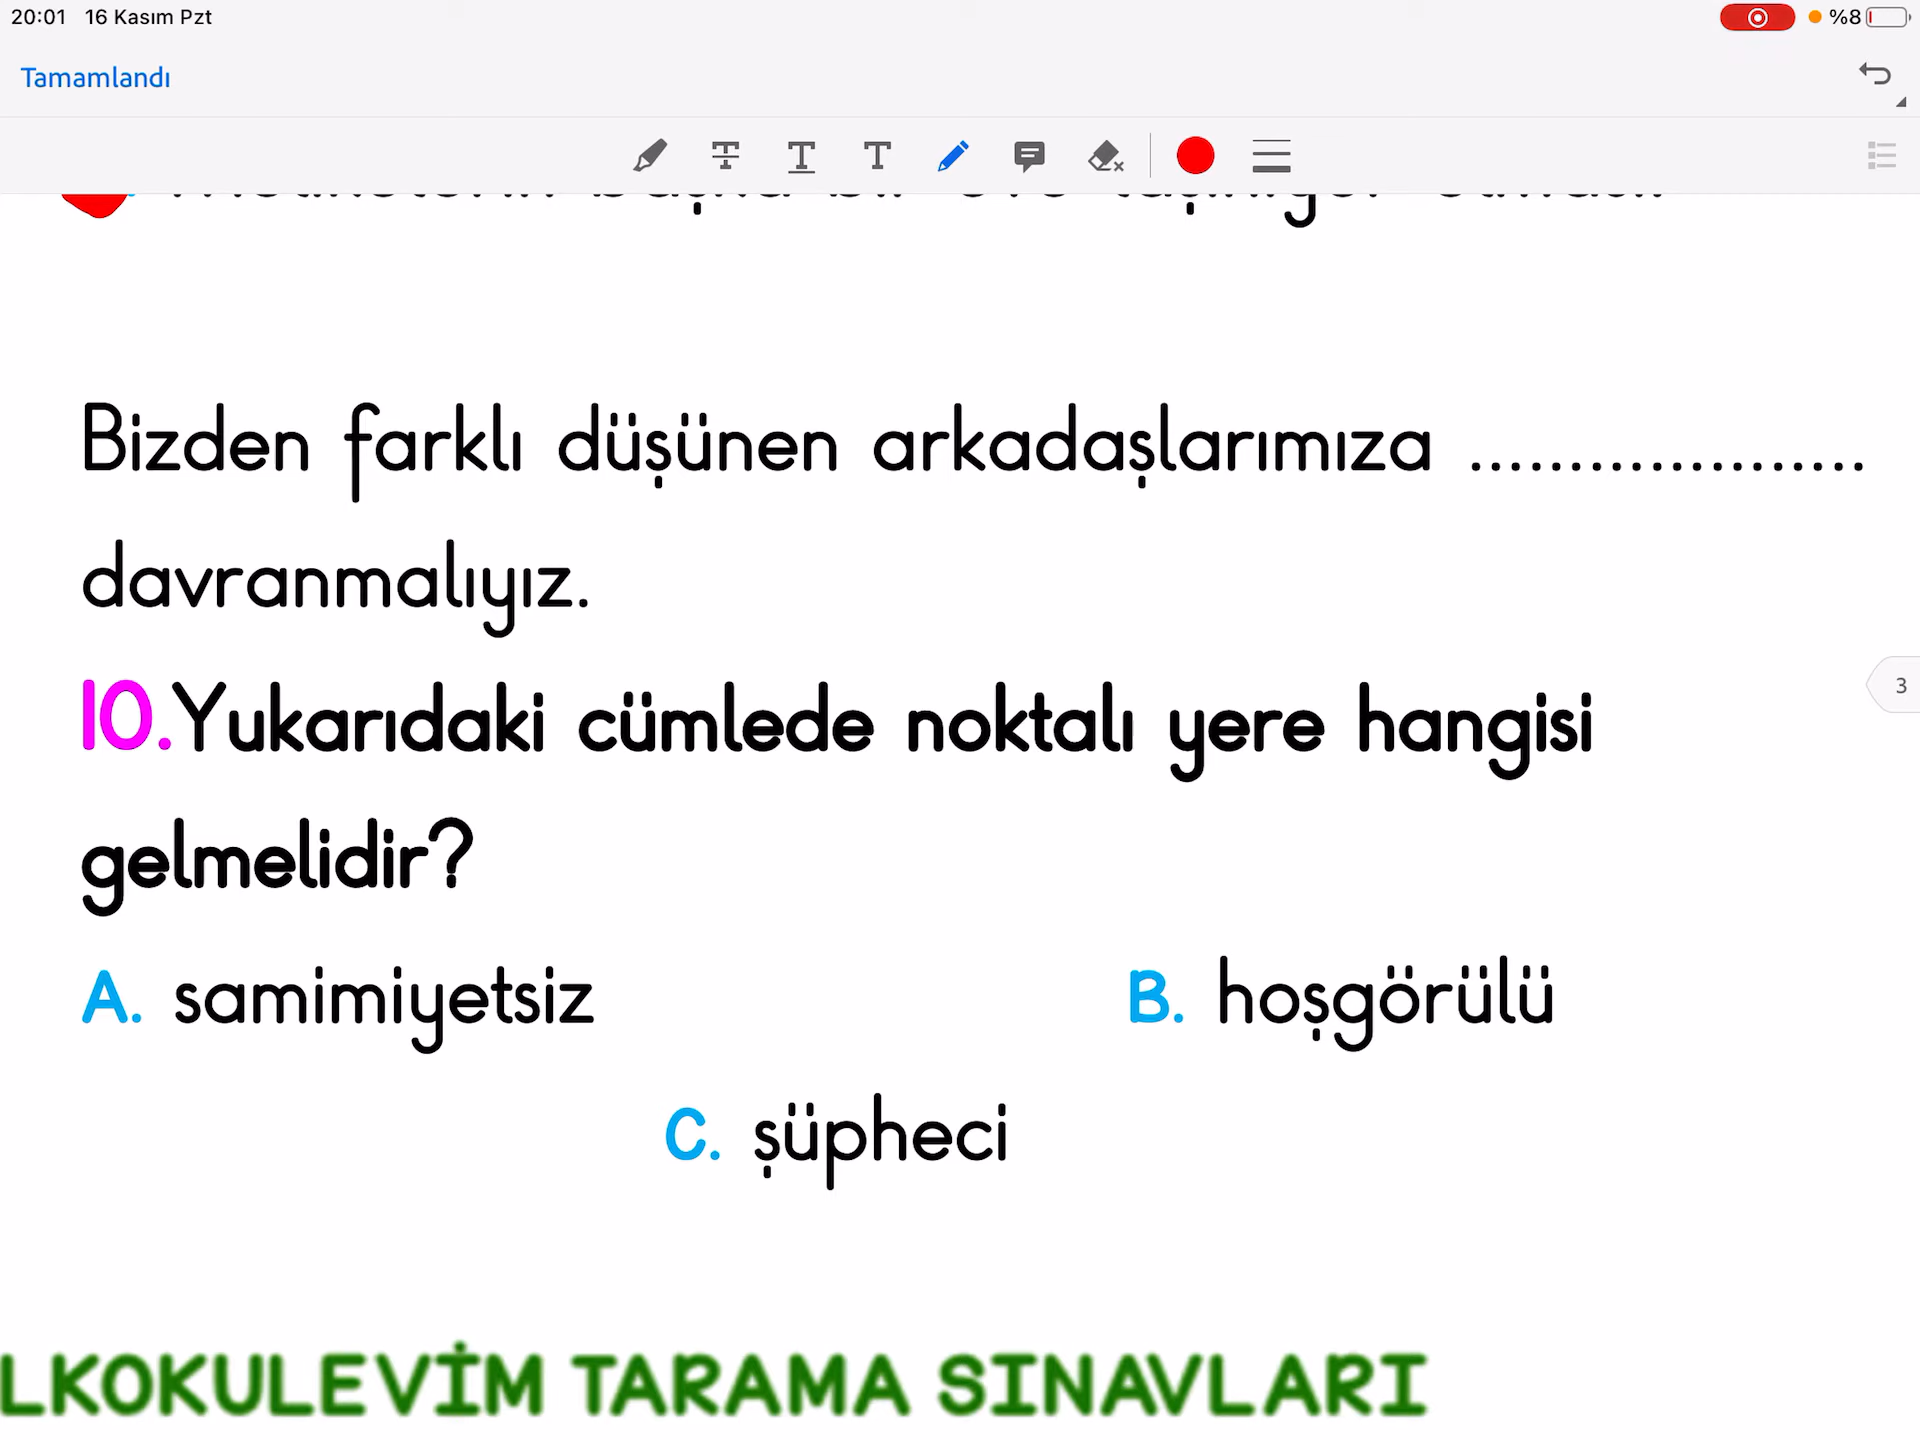 20:01 16 Kasım Pzt
%8
Tamamlandı
Bizden farklı düşünen arkadaşlarımıza ....................
davranmalıyız.
3
10.Yukarıdaki cümlede noktalı yere hangisi
gelmelidir?
A. samimiyetsiz B. hoşgörülü
C. şüpheci
LKOKULEVİM TARAMA SINAVLARI